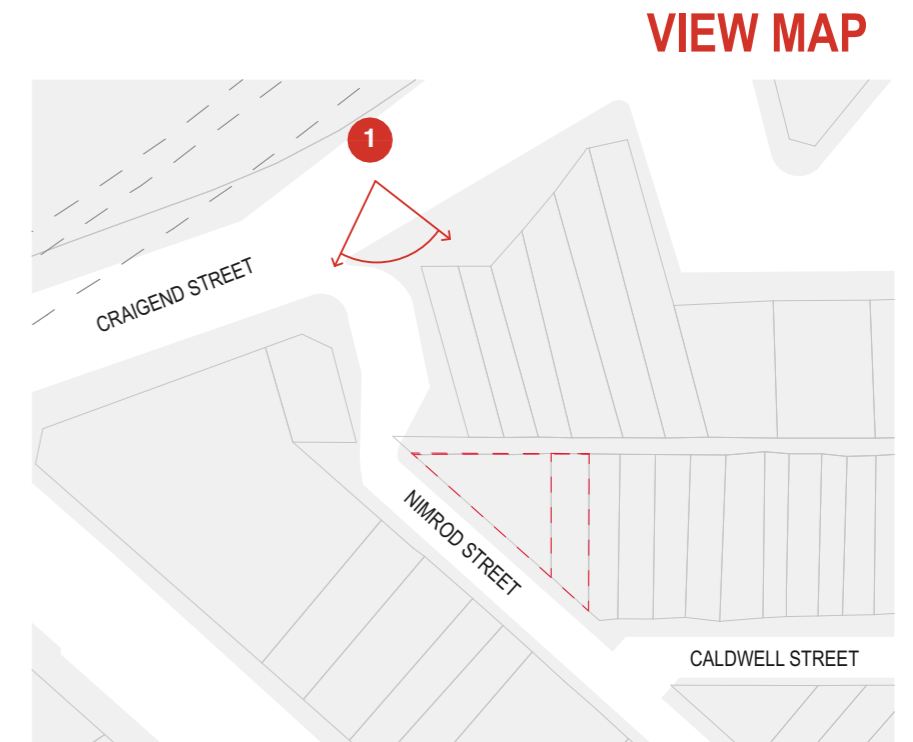 VIEW MAP
1
CRAIGEND STREET
NIMROD STREET
CALDWELL STREET